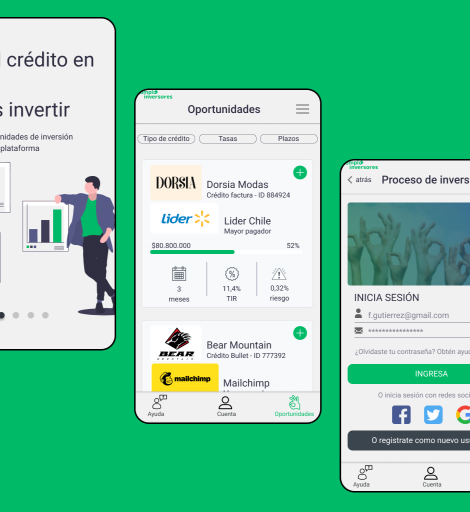 crédito en
invertir
nidades de inversión
plataforma
inversores
Oportunidades
Tipo de crédito
Tasas
Plazos
DORSIA
Dorsia Modas
Crédito factura - ID 884924
Lider
Lider Chile
Mayor pagador
$80.800.000
52%
3
meses
11,4%
TIR
0,32%
riesgo
BEAR
MOUNTAIN
Bear Mountain
Crédito Bullet - ID 777392
mailchimp
Mailchimp
Ayuda
Cuenta
Oportunidades
inversores
atrás
Proceso de invers
INICIA SESIÓN
f.gutierrez@gmail.com
****************
¿Olvidaste tu contraseña? Obtén ayu
INGRESA
O inicia sesión con redes soci
O registrate como nuevo us
Ayuda
Cuenta